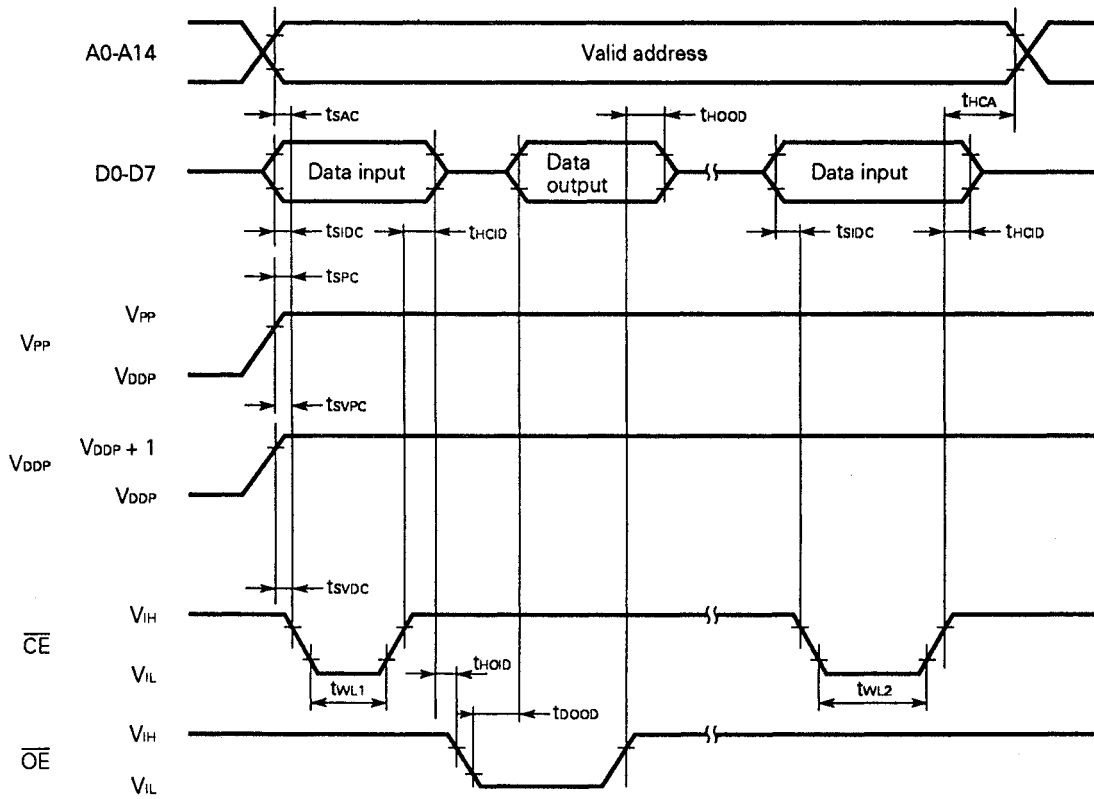 A0-A14
Valid address
tSAC
tHOOD
tHCA
D0-D7
Data input
Data
output
Data input
tSIDC
tHCID
tSIDC
tHCID
tSPC
VPP
VPP
VDDP
tSVPC
VDDP
VDDP + 1
VDDP
tSVDC
CE
VIH
VIL
tWL1
tHOID
tWL2
tDOOD
OE
VIH
VIL